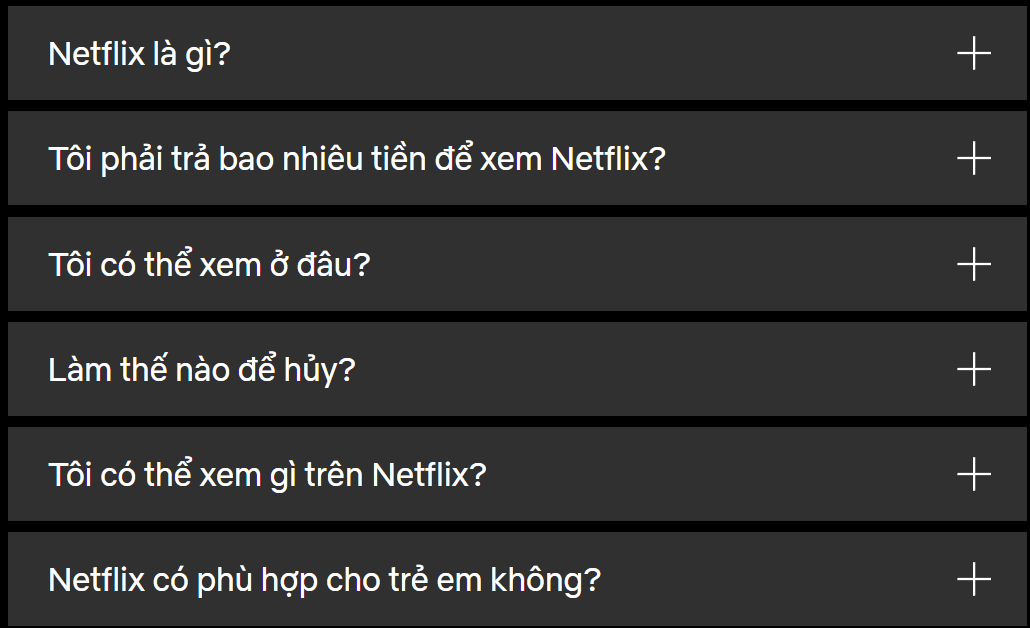 Netflix là gì?
Tôi phải trả bao nhiêu tiền để xem Netflix?
Tôi có thể xem ở đâu?
Làm thế nào để hủy?
Tôi có thể xem gì trên Netflix?
Netflix có phù hợp cho trẻ em không?